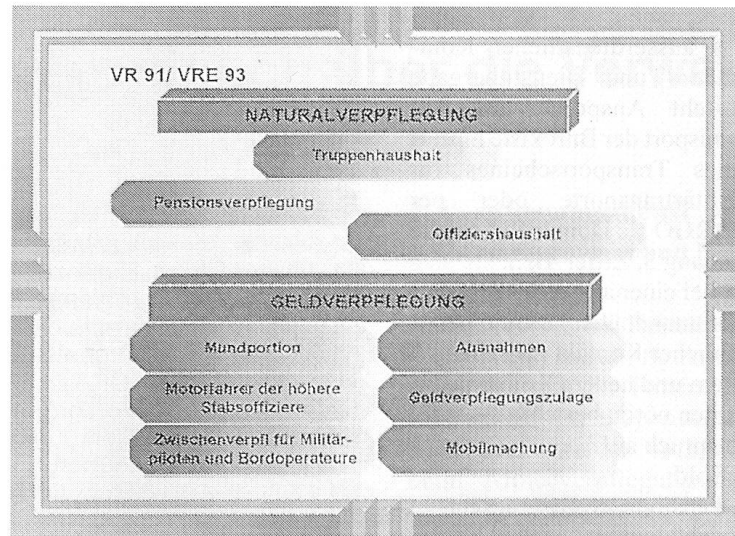 VR 91/ VRE 93
NATURALVERPFLEGUNG
Truppenhaushalt
Pensionsverpflegung
Offiziershaushalt
GELDVERPFLEGUNG
Mundportion
Ausnahmen
Motorfahrer der höhere
Stabsoffiziere
Geldverpflegungszulage
Zwischenverpfl für Militär-
piloten und Bordoperateure
Mobilmachung